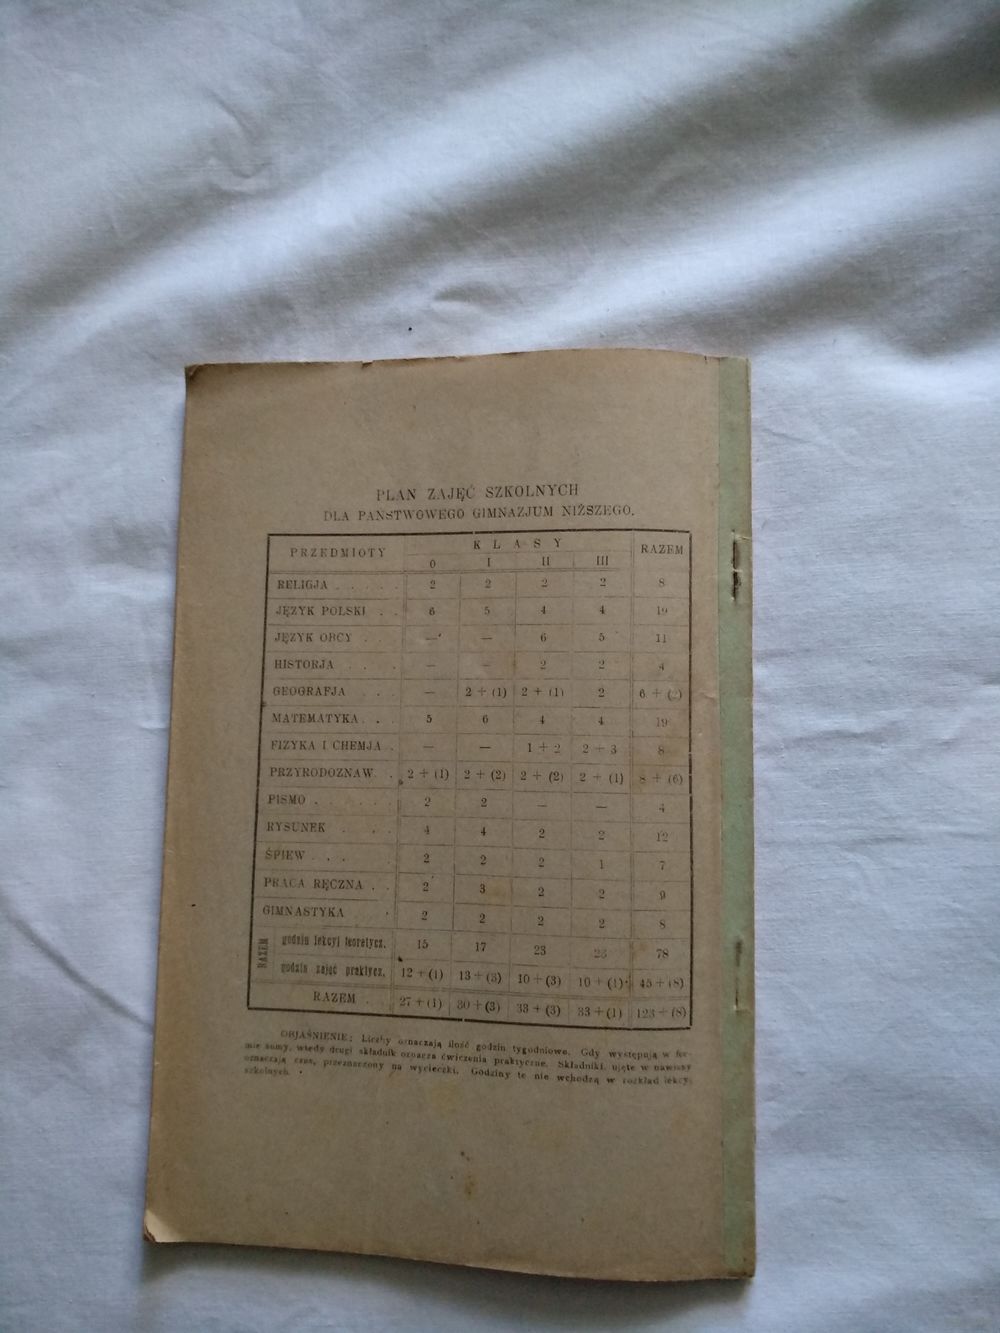 PLAN ZAJĘĆ SZKOLNYCH
DLA PAŃSTWOWEGO GIMNAZJUM NIŻSZEGO.
PRZEDMIOTY K L A S Y RAZEM
0 I II III
RELIGJA . . . . . 2 2 2 2 8
JĘZYK POLSKI . . 6 5 4 4 19
JĘZYK OBCY . . — — 6 5 11
HISTORJA . . . — — 2 2 4
GEOGRAFJA . . . — 2 + (1) 2 + (1) 2 6 + (2)
MATEMATYKA . . 5 6 4 4 19
FIZYKA I CHEMJA . — — 1 + 2 2 + 3 8
PRZYRODOZNAW. . 2 + (1) 2 + (2) 2 + (2) 2 + (1) 8 + (6)
PISMO . . . . . 2 2 — — 4
RYSUNEK . . . 4 4 2 2 12
ŚPIEW . . . . 2 2 2 1 7
PRACA RĘCZNA . . 2 3 2 2 9
GIMNASTYKA . 2 2 2 2 8
RAZEM godzin lekcyj teoretycz. 15 17 23 23 78
godzin zajęć praktycz. 12 + (1) 13 + (3) 10 + (3) 10 + (1) 45 + (8)
RAZEM . 27 + (1) 30 + (3) 33 + (3) 33 + (1) 123 + (8)
OBJAŚNIENIE: Liczby oznaczają ilość godzin tygodniowo. Gdy występują w for-
mie sumy, wtedy drugi składnik oznacza ćwiczenia praktyczne. Składniki, ujęte w nawiasy
oznaczają czas, przeznaczony na wycieczki. Godziny te nie wchodzą w rozkład lekcyj
szkolnych.